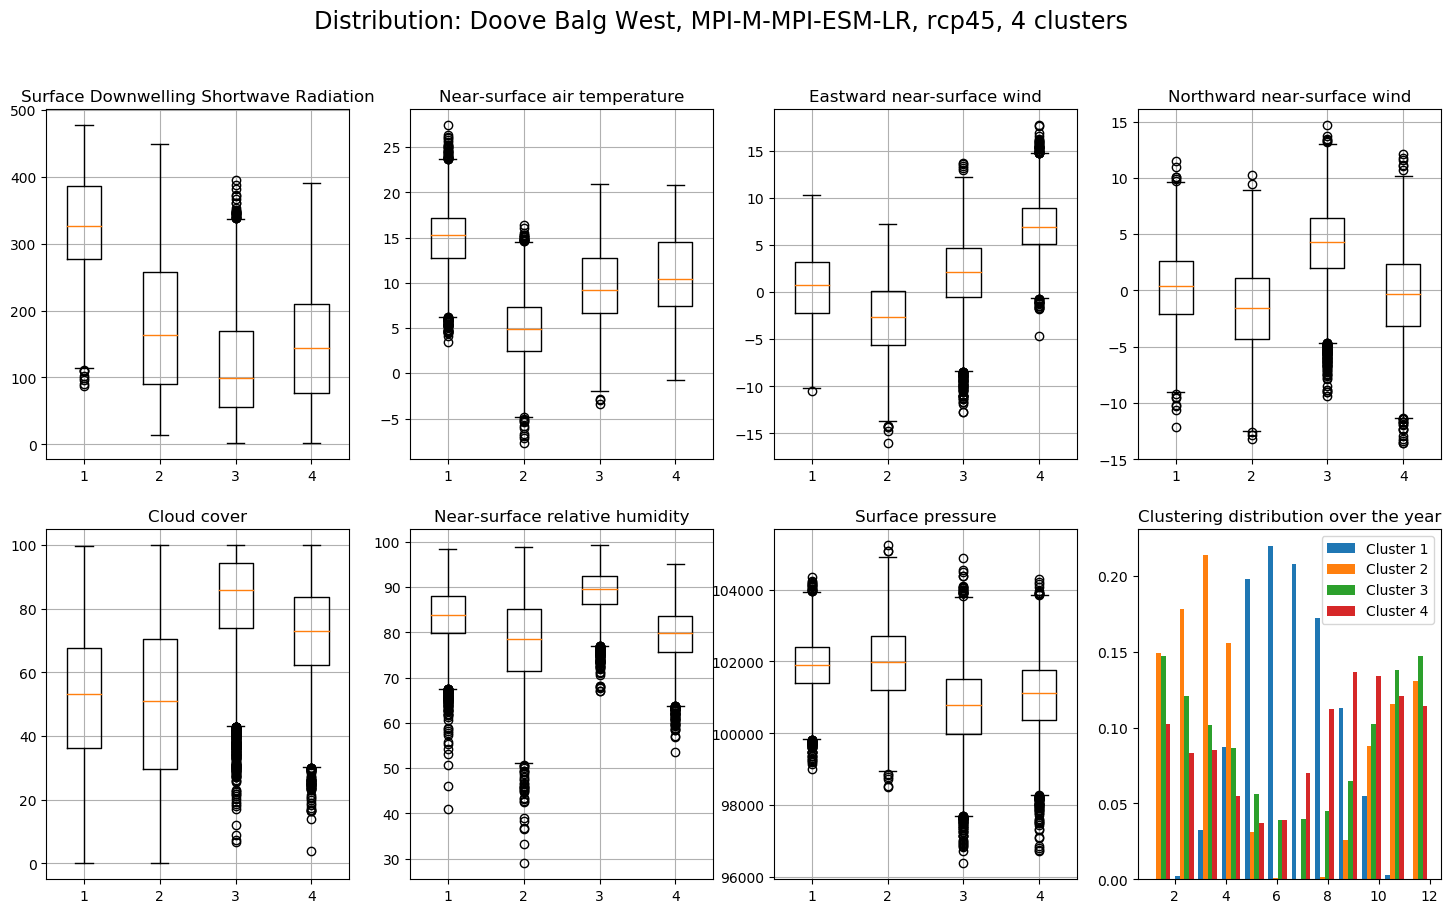 Distribution: Doove Balg West, MPI-M-MPI-ESM-LR, rcp45, 4 clusters
Surface Downwelling Shortwave Radiation
500
400
300
200
100
0
1 2 3 4
Near-surface air temperature
25
20
15
10
5
0
−5
1 2 3 4
Eastward near-surface wind
15
10
5
0
−5
−10
−15
1 2 3 4
Northward near-surface wind
15
10
5
0
−5
−10
−15
1 2 3 4
Cloud cover
100
80
60
40
20
0
1 2 3 4
Near-surface relative humidity
100
90
80
70
60
50
40
30
1 2 3 4
Surface pressure
104000
102000
100000
98000
96000
1 2 3 4
Clustering distribution over the year
Cluster 1
Cluster 2
Cluster 3
Cluster 4
0.20
0.15
0.10
0.05
0.00
2 4 6 8 10 12